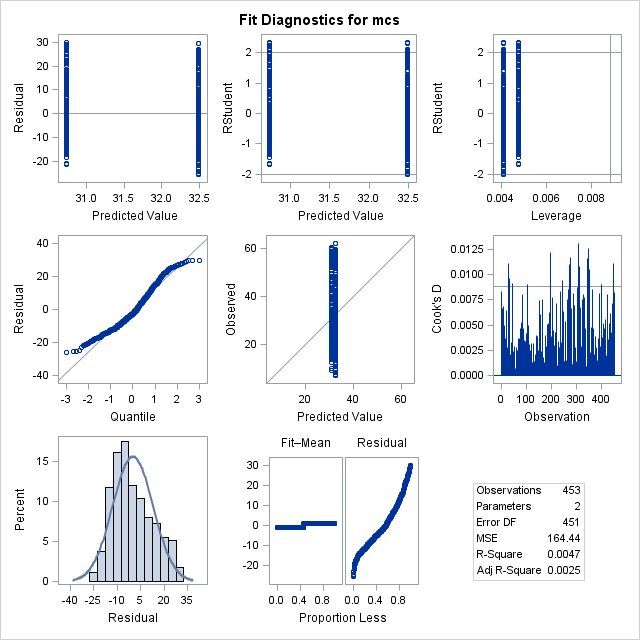 Fit Diagnostics for mcs
30
20
10
0
-10
-20
Residual
31.0 31.5 32.0 32.5
Predicted Value
2
1
0
-1
-2
RStudent
31.0 31.5 32.0 32.5
Predicted Value
2
1
0
-1
-2
RStudent
0.004 0.006 0.008
Leverage
40
20
0
-20
-40
Residual
-3 -2 -1 0 1 2 3
Quantile
60
40
20
Observed
20 40 60
Predicted Value
0.0125
0.0100
0.0075
0.0050
0.0025
0.0000
Cook's D
0 100 200 300 400
Observation
15
10
5
0
Percent
-40 -25 -10 5 20 35
Residual
Fit–Mean Residual
30
20
10
0
-10
-20
0.0 0.4 0.8 0.0 0.4 0.8
Proportion Less
Observations 453
Parameters 2
Error DF 451
MSE 164.44
R-Square 0.0047
Adj R-Square 0.0025